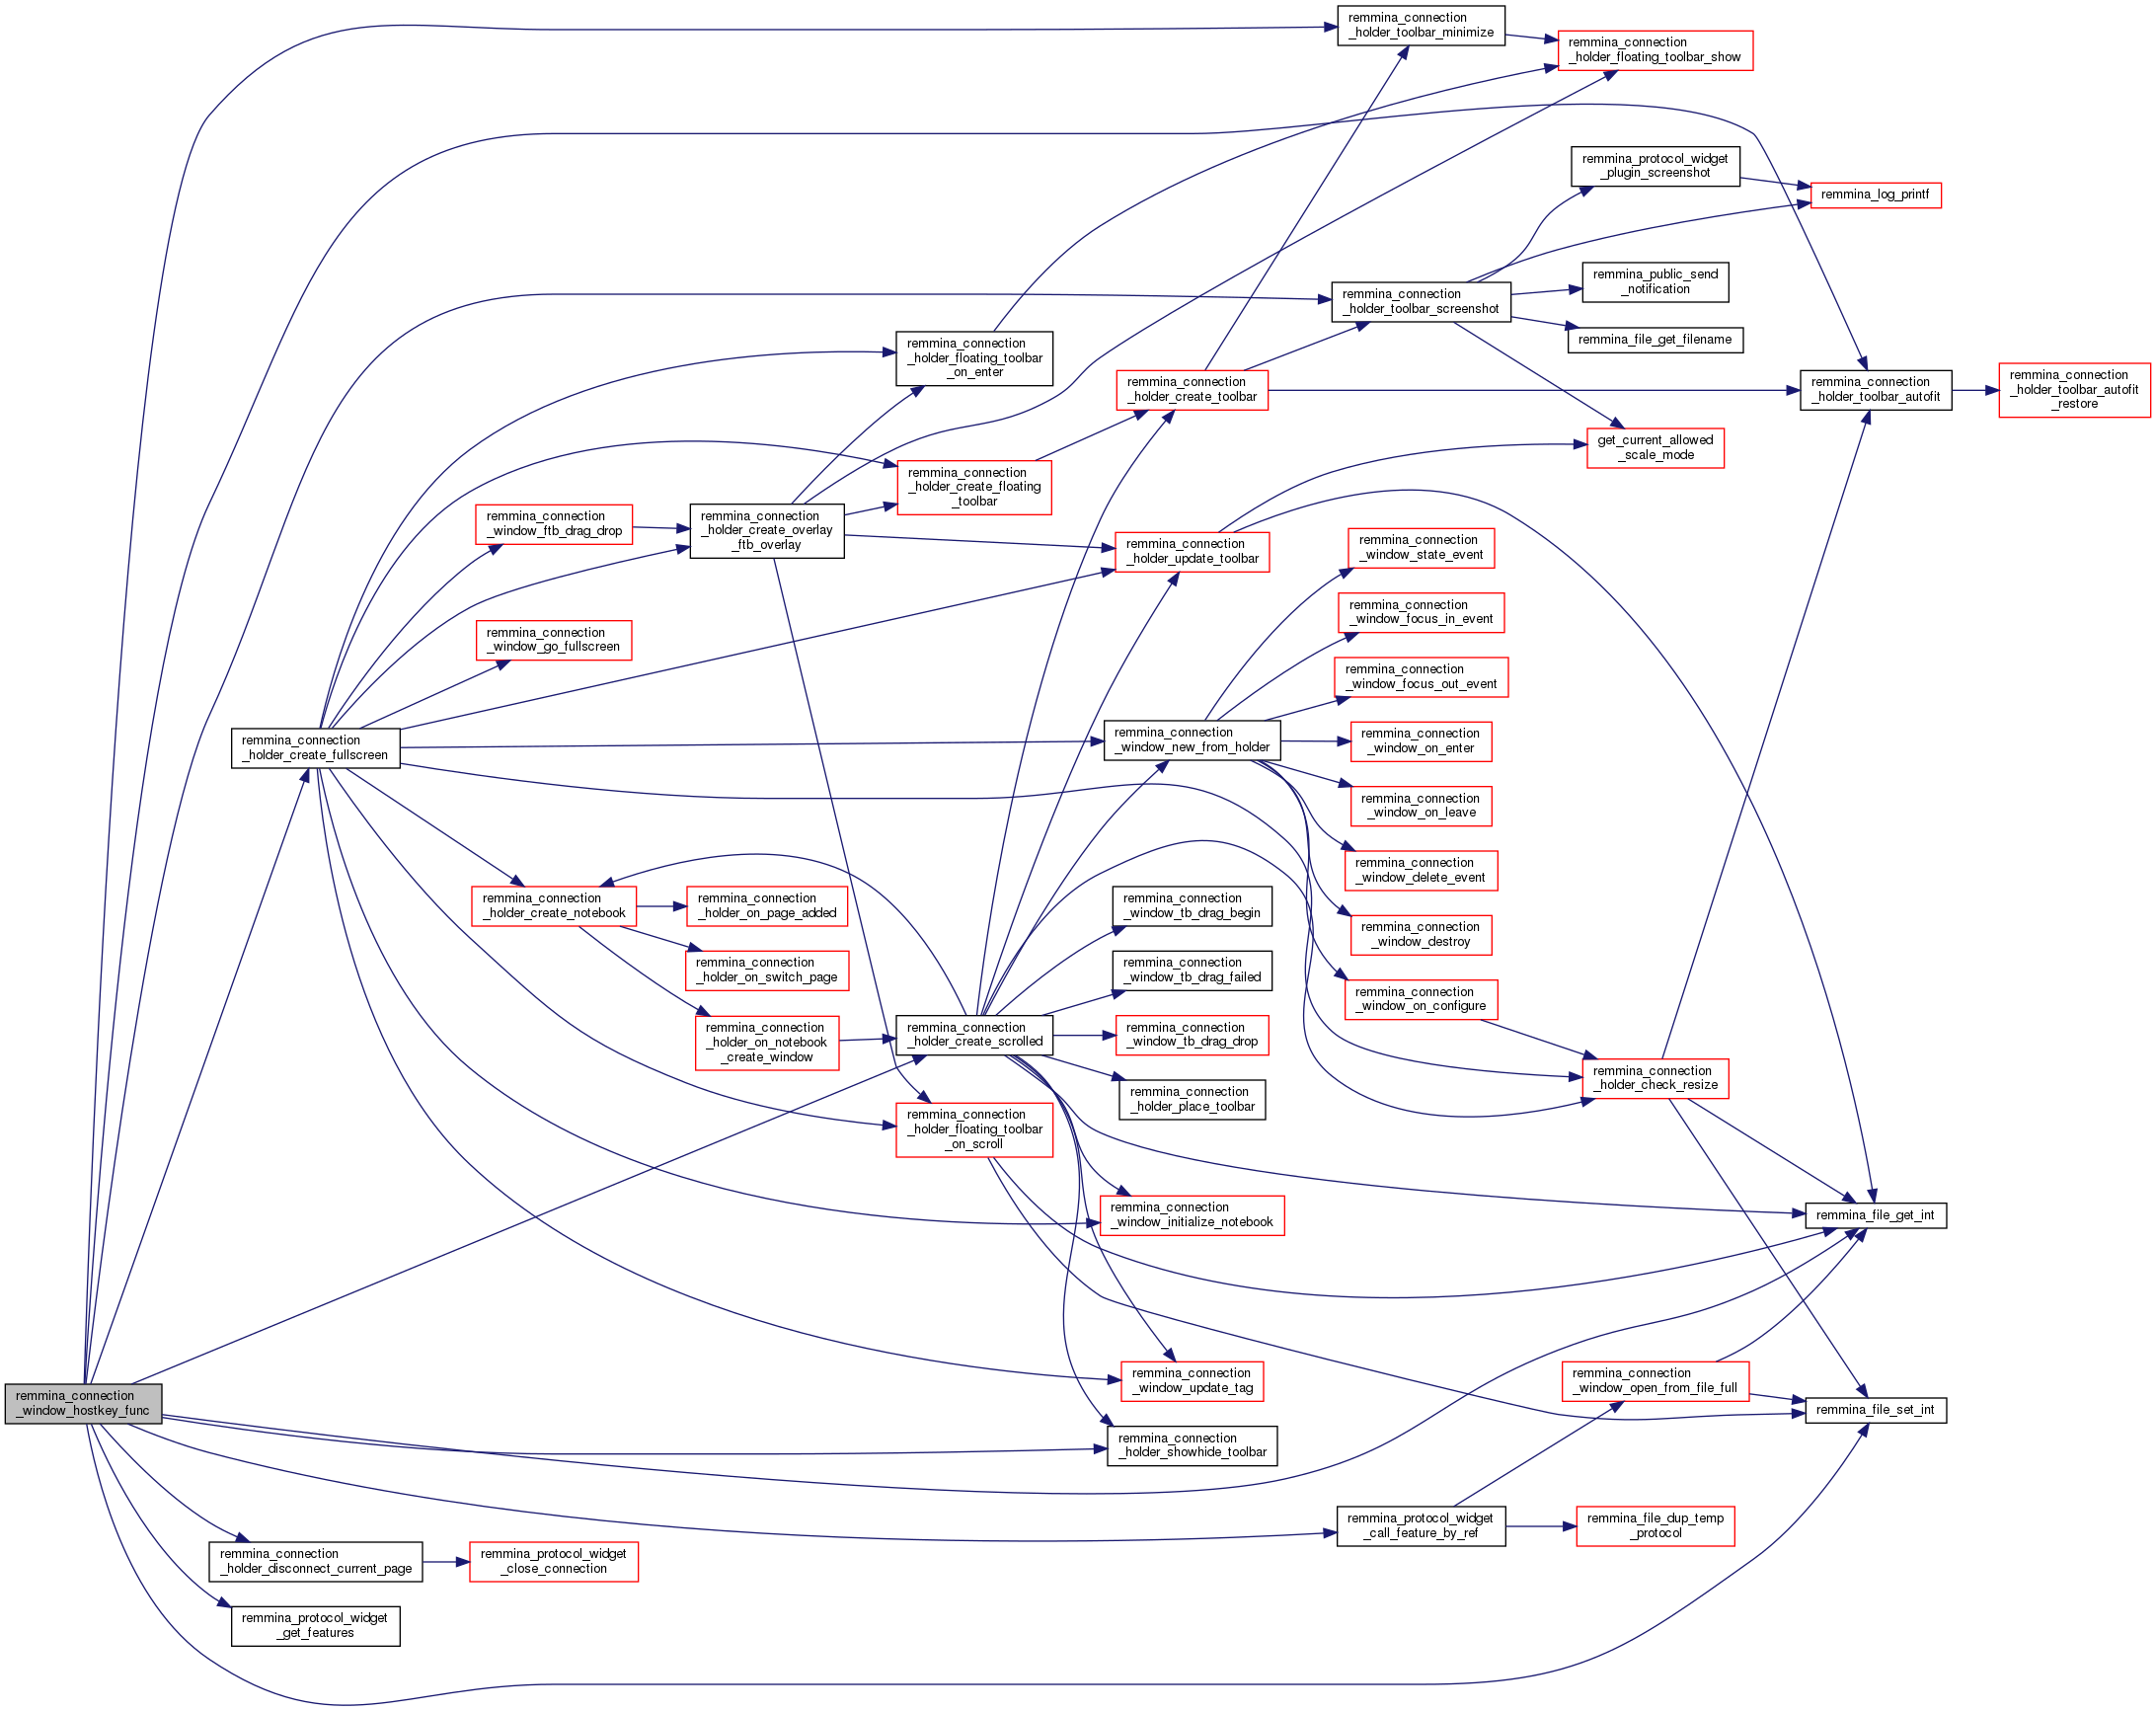 remmina_connection
_window_hostkey_func
remmina_connection
_holder_create_fullscreen
remmina_connection
_holder_disconnect_current_page
remmina_protocol_widget
_get_features
remmina_connection
_window_ftb_drag_drop
remmina_connection
_window_go_fullscreen
remmina_connection
_holder_create_notebook
remmina_protocol_widget
_close_connection
remmina_connection
_holder_create_overlay
_ftb_overlay
remmina_connection
_holder_on_page_added
remmina_connection
_holder_on_switch_page
remmina_connection
_holder_on_notebook
_create_window
remmina_connection
_holder_floating_toolbar
_on_enter
remmina_connection
_holder_create_floating
_toolbar
remmina_connection
_holder_create_scrolled
remmina_connection
_holder_floating_toolbar
_on_scroll
remmina_connection
_holder_create_toolbar
remmina_connection
_holder_update_toolbar
remmina_connection
_window_new_from_holder
remmina_connection
_window_tb_drag_begin
remmina_connection
_window_tb_drag_failed
remmina_connection
_window_tb_drag_drop
remmina_connection
_holder_place_toolbar
remmina_connection
_window_initialize_notebook
remmina_connection
_window_update_tag
remmina_connection
_holder_showhide_toolbar
remmina_connection
_holder_toolbar_minimize
remmina_connection
_holder_toolbar_screenshot
remmina_connection
_window_state_event
remmina_connection
_window_focus_in_event
remmina_connection
_window_focus_out_event
remmina_connection
_window_on_enter
remmina_connection
_window_on_leave
remmina_connection
_window_delete_event
remmina_connection
_window_destroy
remmina_connection
_window_on_configure
remmina_protocol_widget
_call_feature_by_ref
remmina_connection
_holder_floating_toolbar_show
remmina_protocol_widget
_plugin_screenshot
remmina_public_send
_notification
remmina_file_get_filename
get_current_allowed
_scale_mode
remmina_connection
_holder_check_resize
remmina_connection
_window_open_from_file_full
remmina_file_dup_temp
_protocol
remmina_log_printf
remmina_connection
_holder_toolbar_autofit
remmina_file_get_int
remmina_file_set_int
remmina_connection
_holder_toolbar_autofit
_restore